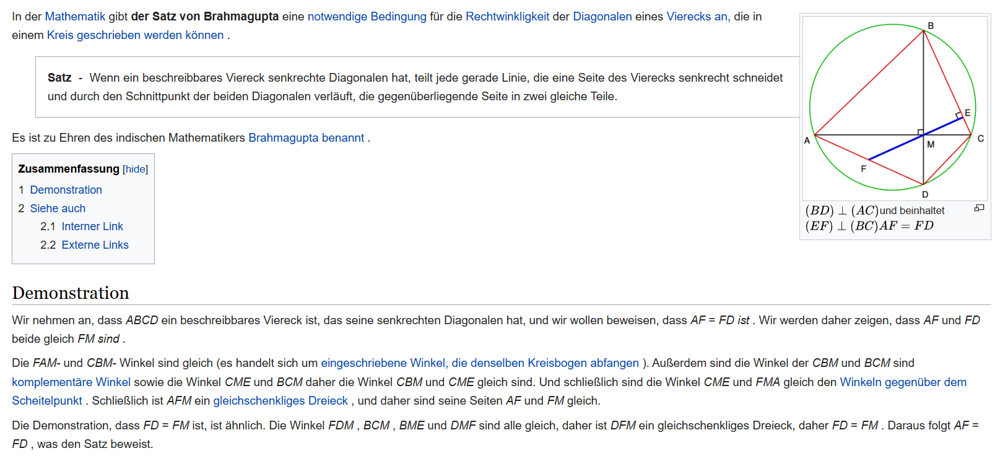 In der Mathematik gibt der Satz von Brahmagupta eine notwendige Bedingung für die Rechtwinkligkeit der Diagonalen eines Vierecks an, die in
einem Kreis geschrieben werden können .
Satz - Wenn ein beschreibbares Viereck senkrechte Diagonalen hat, teilt jede gerade Linie, die eine Seite des Vierecks senkrecht schneidet
und durch den Schnittpunkt der beiden Diagonalen verläuft, die gegenüberliegende Seite in zwei gleiche Teile.
Es ist zu Ehren des indischen Mathematikers Brahmagupta benannt .
B
E
A
M
C
F
D
(BD) ⊥ (AC)und beinhaltet
(EF) ⊥ (BC)AF = FD
Zusammenfassung [hide]
1 Demonstration
2 Siehe auch
2.1 Interner Link
2.2 Externe Links
Demonstration
Wir nehmen an, dass ABCD ein beschreibbares Viereck ist, das seine senkrechten Diagonalen hat, und wir wollen beweisen, dass AF = FD ist . Wir werden daher zeigen, dass AF und FD
beide gleich FM sind .
Die FAM- und CBM- Winkel sind gleich (es handelt sich um eingeschriebene Winkel, die denselben Kreisbogen abfangen ). Außerdem sind die Winkel der CBM und BCM sind
komplementäre Winkel sowie die Winkel CME und BCM daher die Winkel CBM und CME gleich sind. Und schließlich sind die Winkel CME und FMA gleich den Winkeln gegenüber dem
Scheitelpunkt . Schließlich ist AFM ein gleichschenkliges Dreieck , und daher sind seine Seiten AF und FM gleich.
Die Demonstration, dass FD = FM ist, ist ähnlich. Die Winkel FDM , BCM , BME und DMF sind alle gleich, daher ist DFM ein gleichschenkliges Dreieck, daher FD = FM . Daraus folgt AF =
FD , was den Satz beweist.